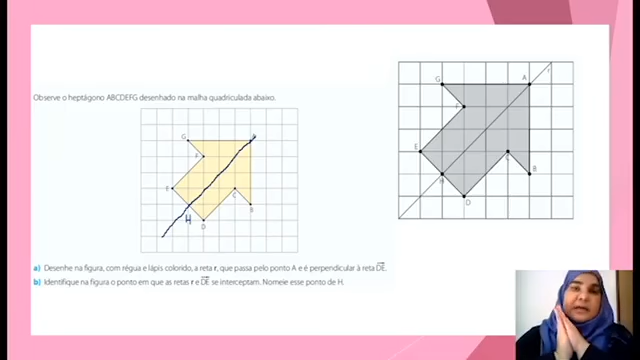 Observe o heptágono ABCDEFG desenhado na malha quadriculada abaixo.
G
A
F
E
C
B
H
D
r
G
A
F
E
C
B
H
D
a) Desenhe na figura, com régua e lápis colorido, a reta r, que passa pelo ponto A e é perpendicular à reta DE.
b) Identifique na figura o ponto em que as retas r e DE se interceptam. Nomeie esse ponto de H.